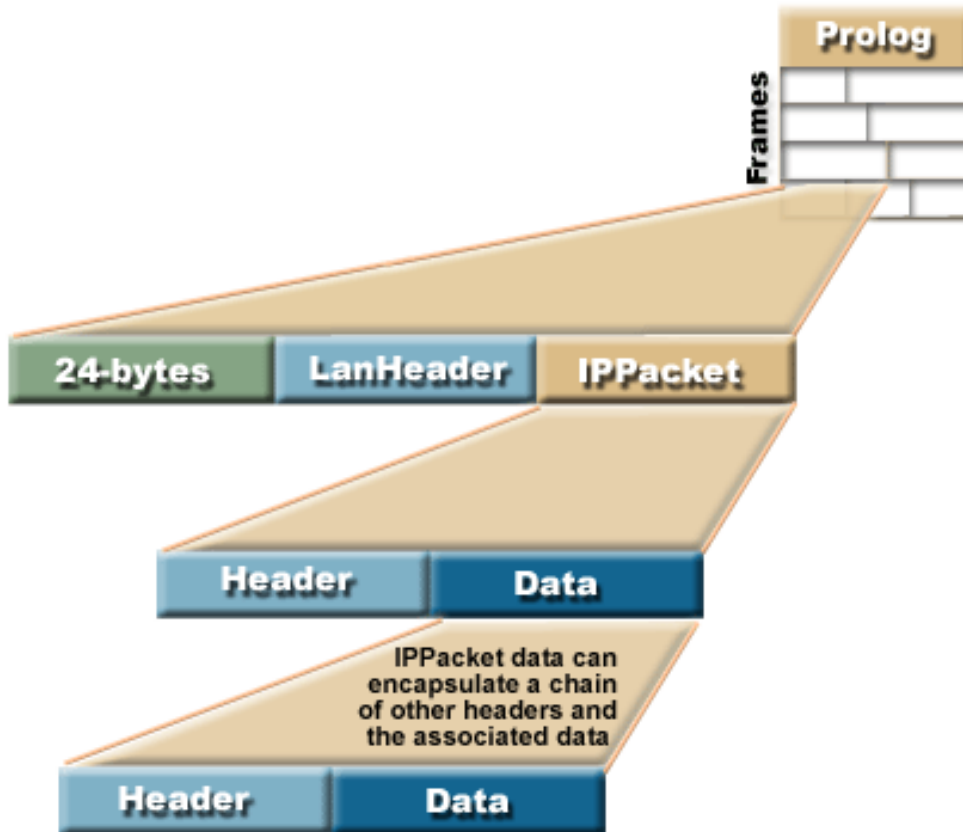 Prolog
Frames
24-bytes LanHeader IPPacket
Header Data
IPPacket data can
encapsulate a chain
of other headers and
the associated data
Header Data